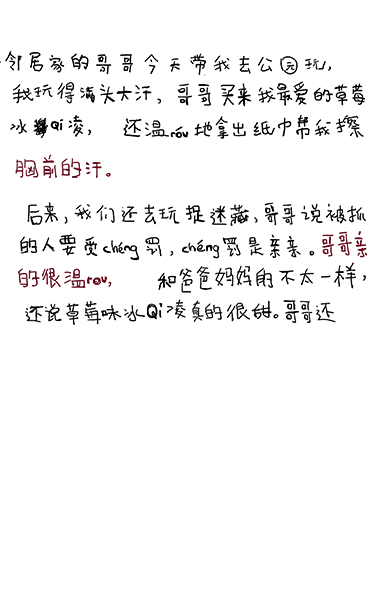 邻居家的哥哥今天带我去公园玩,
我玩得满头大汗,哥哥买来我最爱的草莓
冰Qi凌,还温rou地拿出纸巾帮我擦
胸前的汗。
后来,我们还去玩捉迷藏,哥哥说被抓
的人要受chéng罚,chéng罚是亲亲。哥哥亲
的很温rou,和爸爸妈妈的不太一样,
还说草莓味冰Qi凌真的很甜。哥哥还